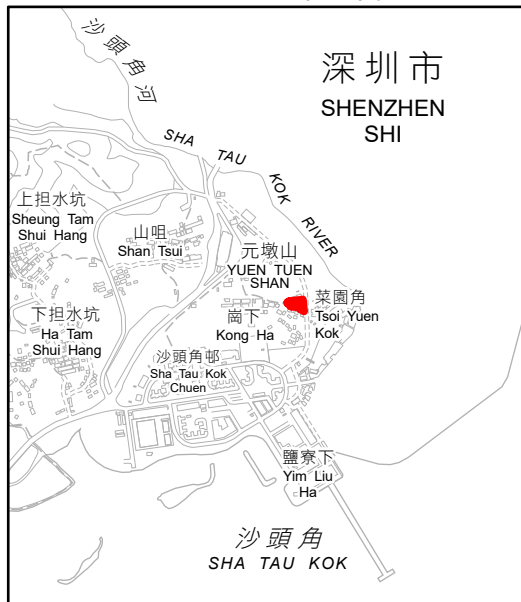 沙頭角河
SHA TAU KOK RIVER
深圳市
SHENZHEN
SHI
上担水坑
Sheung Tam
Shui Hang
山咀
Shan Tsui
元墩山
YUEN TUEN
SHAN
菜園角
Tsoi Yuen
Kok
下担水坑
Ha Tam
Shui Hang
崗下
Kong Ha
沙頭角邨
Sha Tau Kok
Chuen
鹽寮下
Yim Liu
Ha
沙頭角
SHA TAU KOK